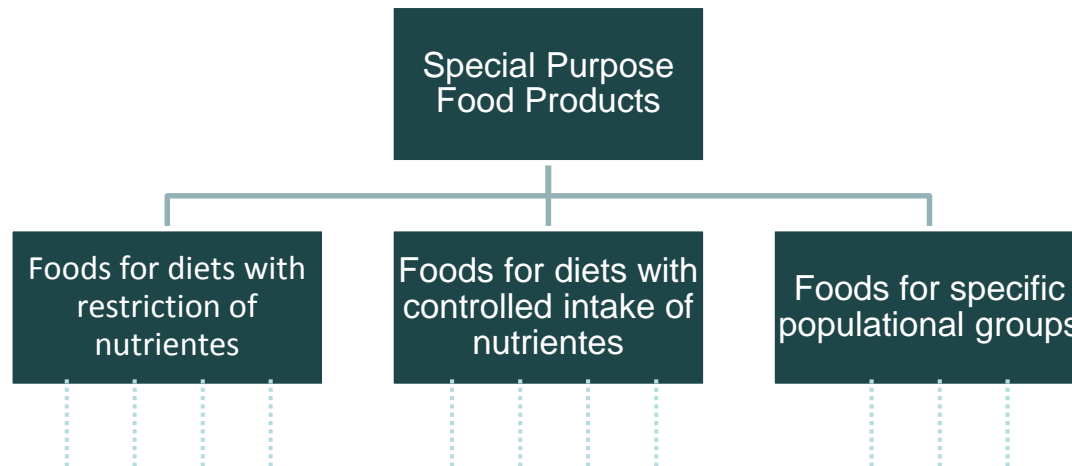 Special Purpose
Food Products
Foods for diets with
restriction of
nutrientes
Foods for diets with
controlled intake of
nutrientes
Foods for specific
populational groups